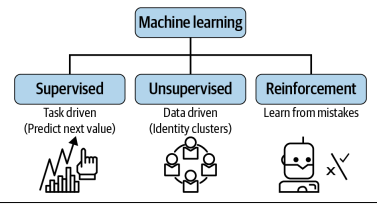 Machine learning
Supervised
Unsupervised
Reinforcement
Task driven
(Predict next value)
Data driven
(Identity clusters)
Learn from mistakes